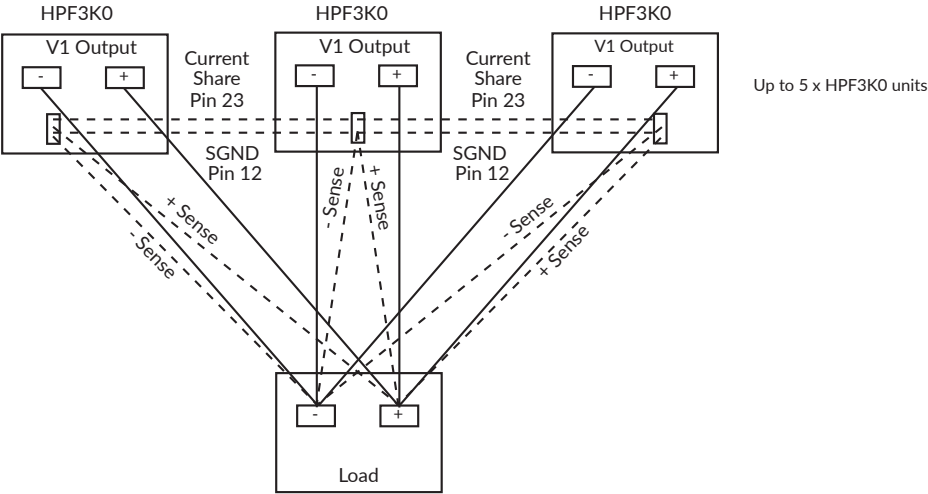 HPF3K0
HPF3K0
HPF3K0
V1 Output
V1 Output
V1 Output
- +
- +
- +
Current
Share
Pin 23
Current
Share
Pin 23
Up to 5 x HPF3K0 units
SGND
Pin 12
SGND
Pin 12
+ Sense
- Sense
- Sense
+ Sense
- Sense
+ Sense
- +
Load